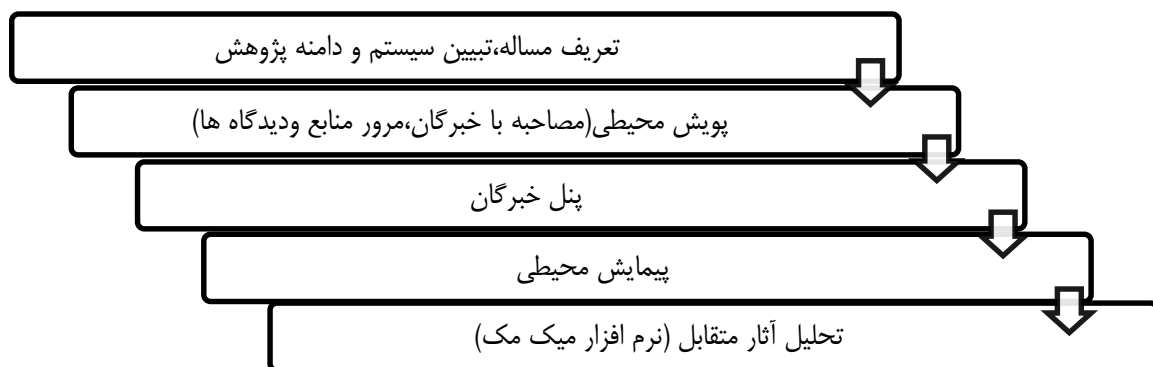 تعریف مساله،تبیین سیستم و دامنه پژوهش
پویش محیطی(مصاحبه با خبرگان،مرور منابع ودیدگاه ها)
پنل خبرگان
پیمایش محیطی
تحلیل آثار متقابل (نرم افزار میک مک)